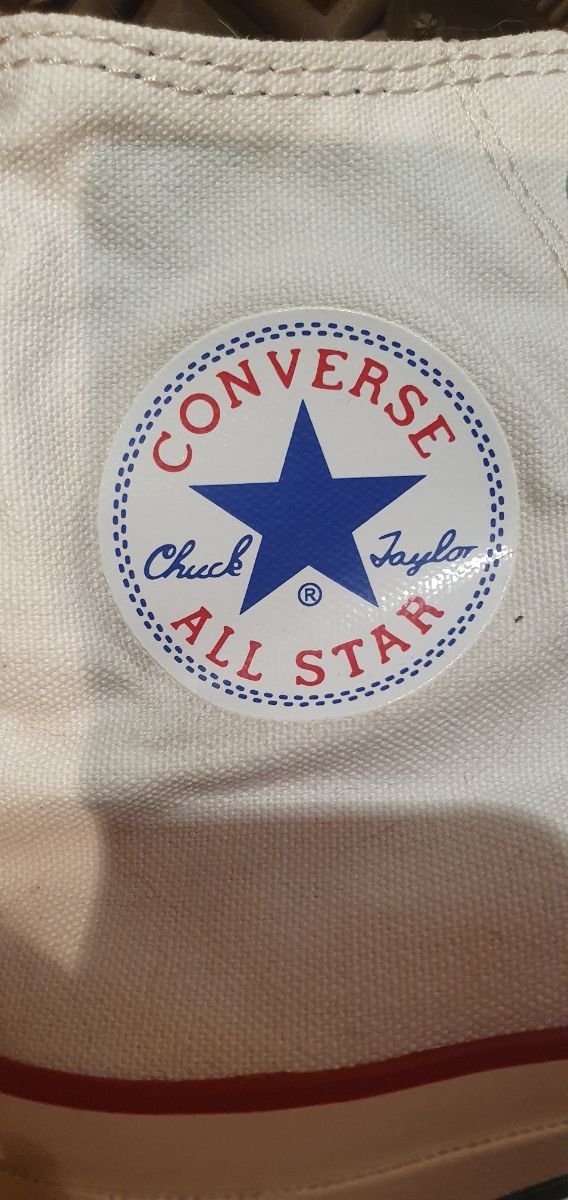 CONVERSE
Chuck Taylor
®
ALL STAR